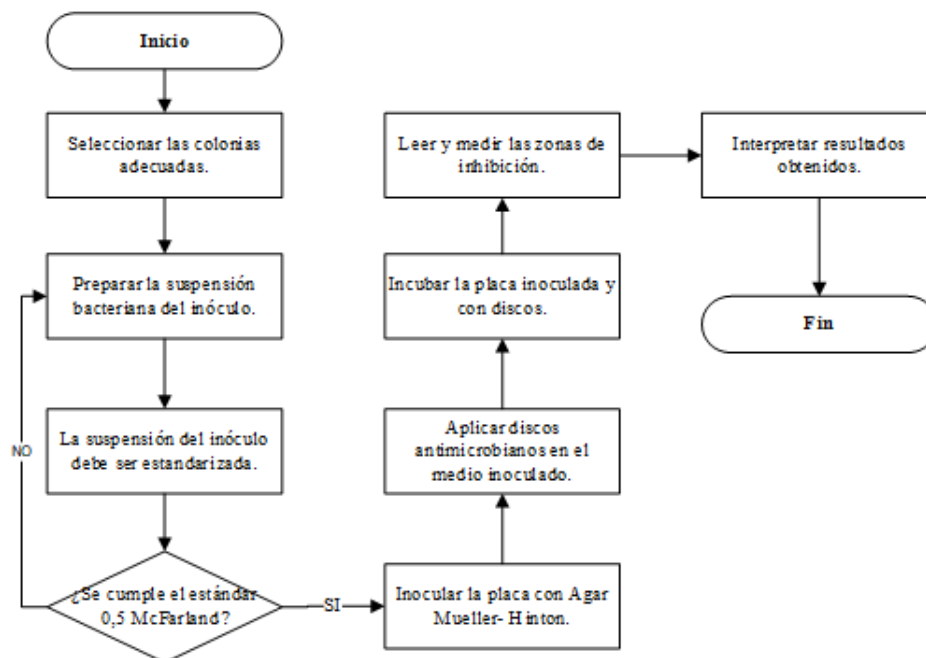 Inicio
Seleccionar las colonias
adecuadas.
Preparar la suspensión
bacteriana del inóculo.
La suspensión del inóculo
debe ser estandarizada.
NO
¿Se cumple el estándar
0,5 McFarland?
SI
Inocular la placa con Agar
Mueller- Hinton.
Aplicar discos
antimicrobianos en el
medio inoculado.
Incubar la placa inoculada y
con discos.
Leer y medir las zonas de
inhibición.
Interpretar resultados
obtenidos.
Fin